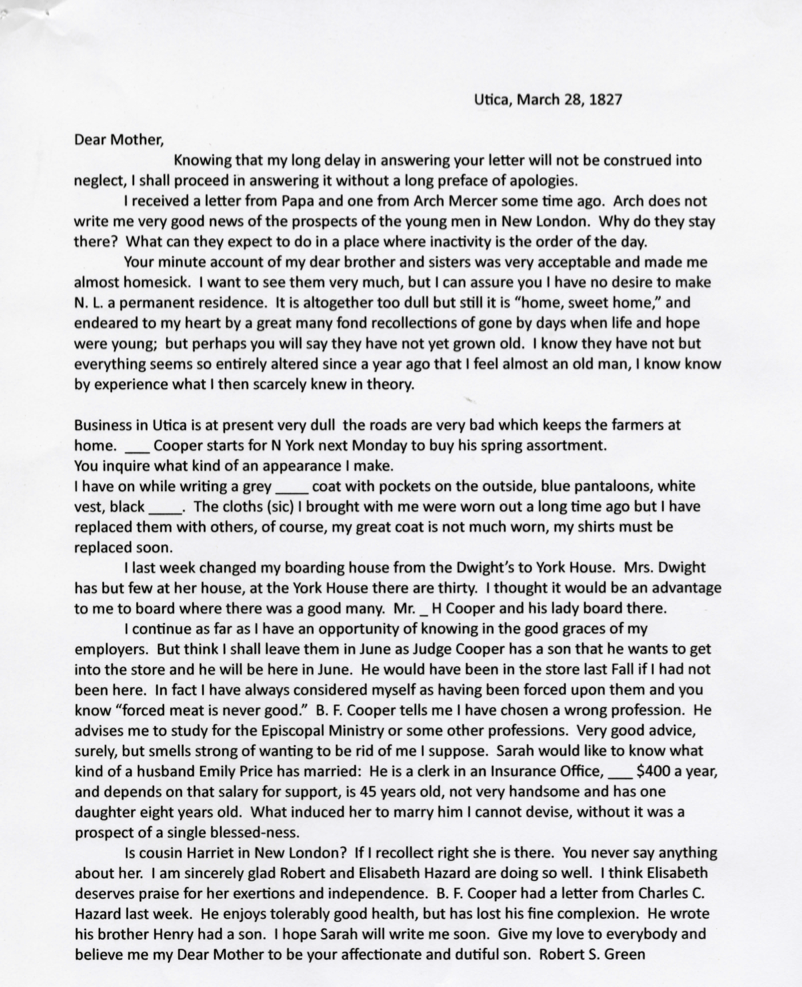 Utica, March 28, 1827
Dear Mother,
Knowing that my long delay in answering your letter will not be construed into
neglect, I shall proceed in answering it without a long preface of apologies.
I received a letter from Papa and one from Arch Mercer some time ago.  Arch does not
write me very good news of the prospects of the young men in New London.  Why do they stay
there?  What can they expect to do in a place where inactivity is the order of the day.
Your minute account of my dear brother and sisters was very acceptable and made me
almost homesick.  I want to see them very much, but I can assure you I have no desire to make
N. L. a permanent residence.  It is altogether too dull but still it is “home, sweet home,” and
endeared to my heart by a great many fond recollections of gone by days when life and hope
were young;  but perhaps you will say they have not yet grown old.  I know they have not but
everything seems so entirely altered since a year ago that I feel almost an old man, I know know
by experience what I then scarcely knew in theory.
Business in Utica is at present very dull  the roads are very bad which keeps the farmers at
home.  ___ Cooper starts for N York next Monday to buy his spring assortment.
You inquire what kind of an appearance I make.
I have on while writing a grey ____ coat with pockets on the outside, blue pantaloons, white
vest, black ____.  The cloths (sic) I brought with me were worn out a long time ago but I have
replaced them with others, of course, my great coat is not much worn, my shirts must be
replaced soon.
I last week changed my boarding house from the Dwight’s to York House.  Mrs. Dwight
has but few at her house, at the York House there are thirty.  I thought it would be an advantage
to me to board where there was a good many.  Mr. _ H Cooper and his lady board there.
I continue as far as I have an opportunity of knowing in the good graces of my
employers.  But think I shall leave them in June as Judge Cooper has a son that he wants to get
into the store and he will be here in June.  He would have been in the store last Fall if I had not
been here.  In fact I have always considered myself as having been forced upon them and you
know “forced meat is never good.”  B. F. Cooper tells me I have chosen a wrong profession.  He
advises me to study for the Episcopal Ministry or some other professions.  Very good advice,
surely, but smells strong of wanting to be rid of me I suppose.  Sarah would like to know what
kind of a husband Emily Price has married:  He is a clerk in an Insurance Office, ___ $400 a year,
and depends on that salary for support, is 45 years old, not very handsome and has one
daughter eight years old.  What induced her to marry him I cannot devise, without it was a
prospect of a single blessed-ness.
Is cousin Harriet in New London?  If I recollect right she is there.  You never say anything
about her.  I am sincerely glad Robert and Elisabeth Hazard are doing so well.  I think Elisabeth
deserves praise for her exertions and independence.  B. F. Cooper had a letter from Charles C.
Hazard last week.  He enjoys tolerably good health, but has lost his fine complexion.  He wrote
his brother Henry had a son.  I hope Sarah will write me soon.  Give my love to everybody and
believe me my Dear Mother to be your affectionate and dutiful son.  Robert S. Green